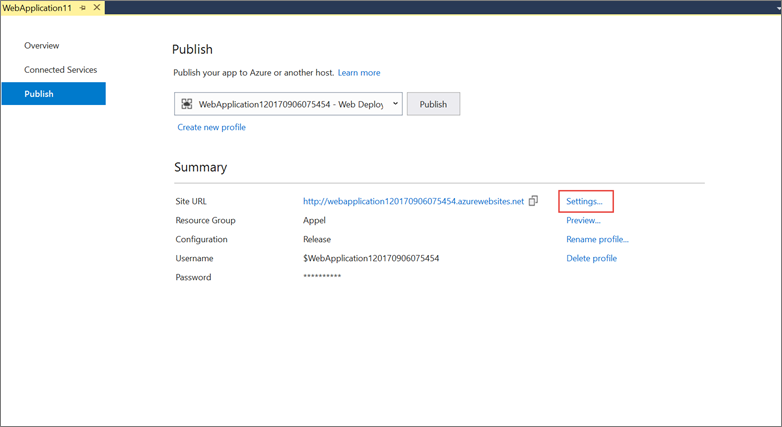 WebApplication11
Overview
Connected Services
Publish
Publish
Publish your app to Azure or another host. Learn more
WebApplication120170906075454 - Web Deploy Publish
Create new profile
Summary
Site URL http://webapplication120170906075454.azurewebsites.net Settings...
Resource Group Appel Preview...
Configuration Release Rename profile...
Username $WebApplication120170906075454 Delete profile
Password **********